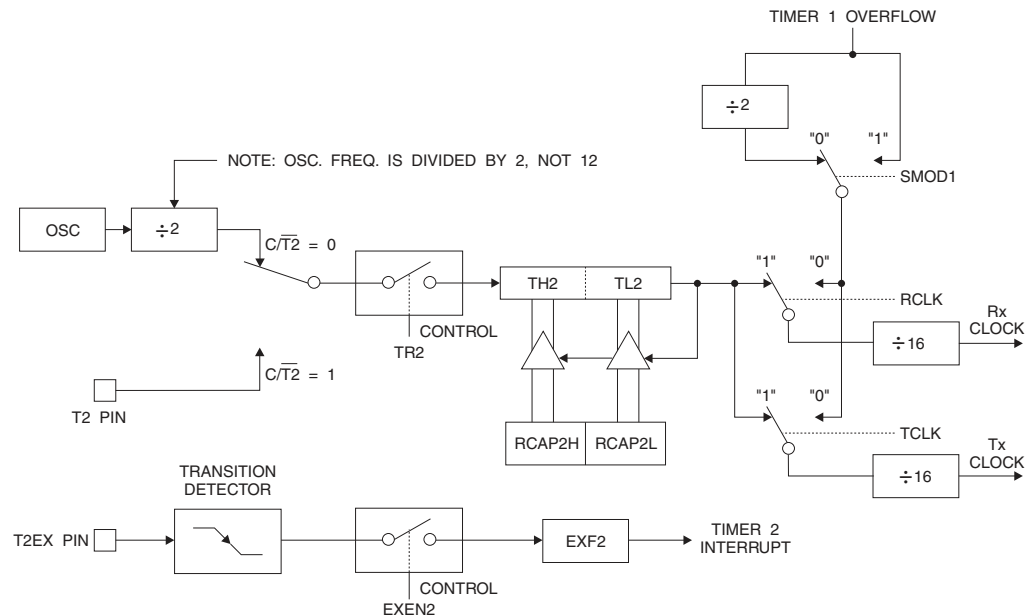 TIMER 1 OVERFLOW
÷2
"0" "1"
NOTE: OSC. FREQ. IS DIVIDED BY 2, NOT 12
SMOD1
OSC
÷2
C/T2̅ = 0
"1" "0"
TH2 TL2
RCLK
Rx
CLOCK
CONTROL
TR2
÷16
C/T2̅ = 1
T2 PIN
"1" "0"
RCAP2H RCAP2L
TCLK
Tx
CLOCK
÷16
TRANSITION
DETECTOR
T2EX PIN
EXF2
TIMER 2
INTERRUPT
CONTROL
EXEN2